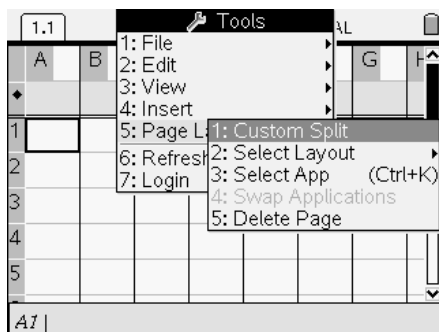 1.1
Tools
AL
A B G H
1: File
2: Edit
3: View
4: Insert
5: Page La
6: Refresh
7: Login
1: Custom Split
2: Select Layout
3: Select App (Ctrl+K)
4: Swap Applications
5: Delete Page
1
2
3
4
5
A1